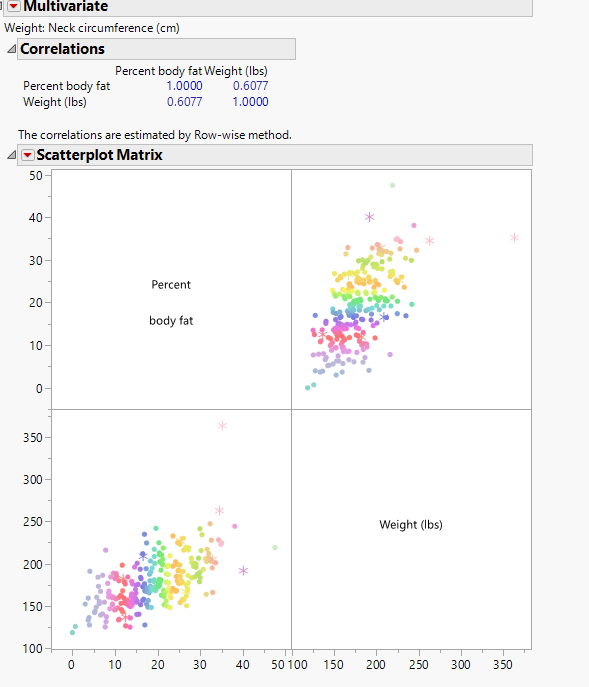 Multivariate
Weight: Neck circumference (cm)
Correlations
Percent body fat Weight (lbs)
Percent body fat 1.0000 0.6077
Weight (lbs) 0.6077 1.0000
The correlations are estimated by Row-wise method.
Scatterplot Matrix
50
40
30
20
10
0
Percent
body fat
350
300
250
200
150
100
Weight (lbs)
0 10 20 30 40 50 100 150 200 250 300 350